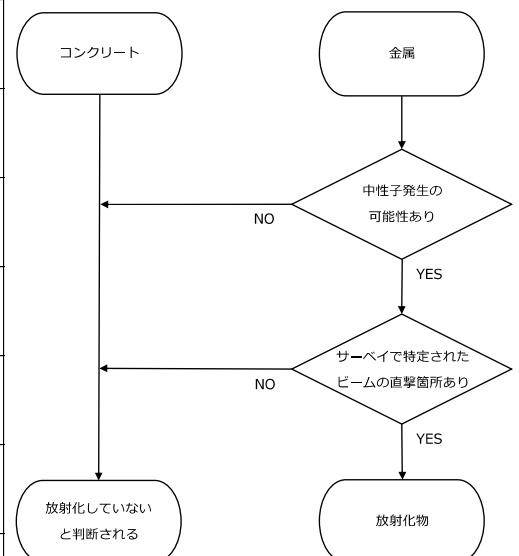 コンクリート
金属
中性子発生の
可能性あり
NO
YES
サーベイで特定された
ビームの直撃箇所あり
NO
YES
放射化していない
と判断される
放射化物